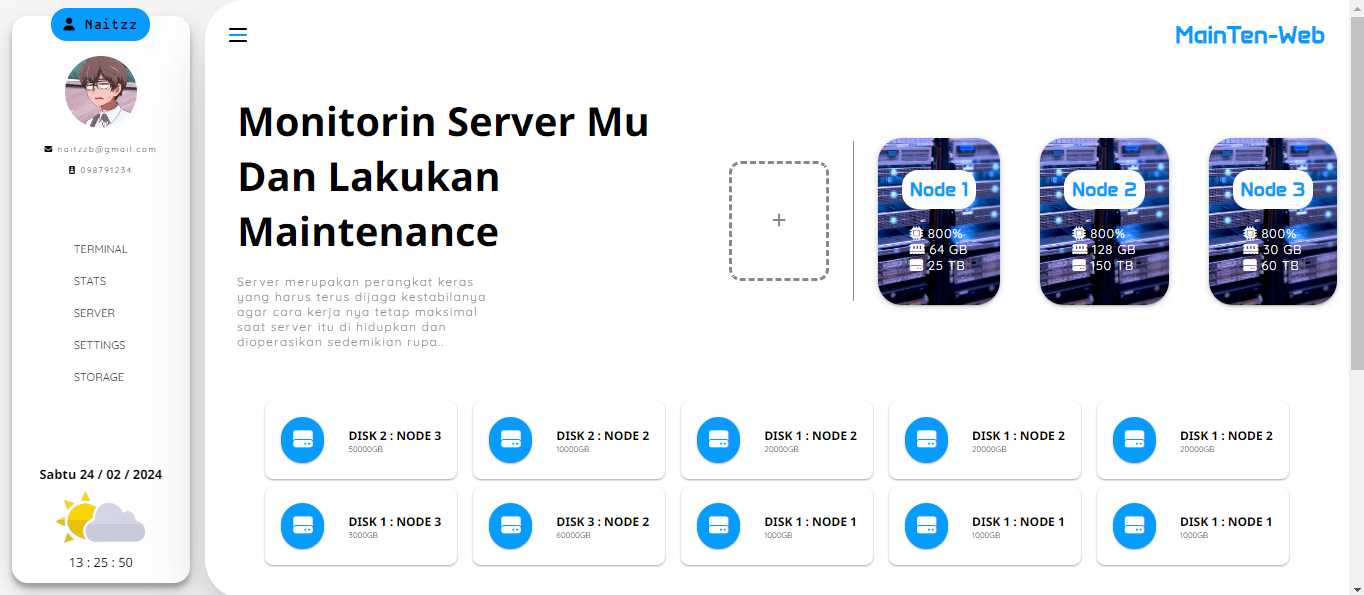 Naitzz
naitzzb@gmail.com
098791234
TERMINAL
STATS
SERVER
SETTINGS
STORAGE
Sabtu 24 / 02 / 2024
13 : 25 : 50
MainTen-Web
Monitorin Server Mu
Dan Lakukan
Maintenance
Server merupakan perangkat keras
yang harus terus dijaga kestabilanya
agar cara kerja nya tetap maksimal
saat server itu di hidupkan dan
dioperasikan sedemikian rupa..
+
Node 1
800%
64 GB
25 TB
Node 2
800%
128 GB
150 TB
Node 3
800%
30 GB
60 TB
DISK 2 : NODE 3
50000GB
DISK 2 : NODE 2
10000GB
DISK 1 : NODE 2
20000GB
DISK 1 : NODE 2
20000GB
DISK 1 : NODE 2
20000GB
DISK 1 : NODE 3
3000GB
DISK 3 : NODE 2
60000GB
DISK 1 : NODE 1
1000GB
DISK 1 : NODE 1
1000GB
DISK 1 : NODE 1
1000GB